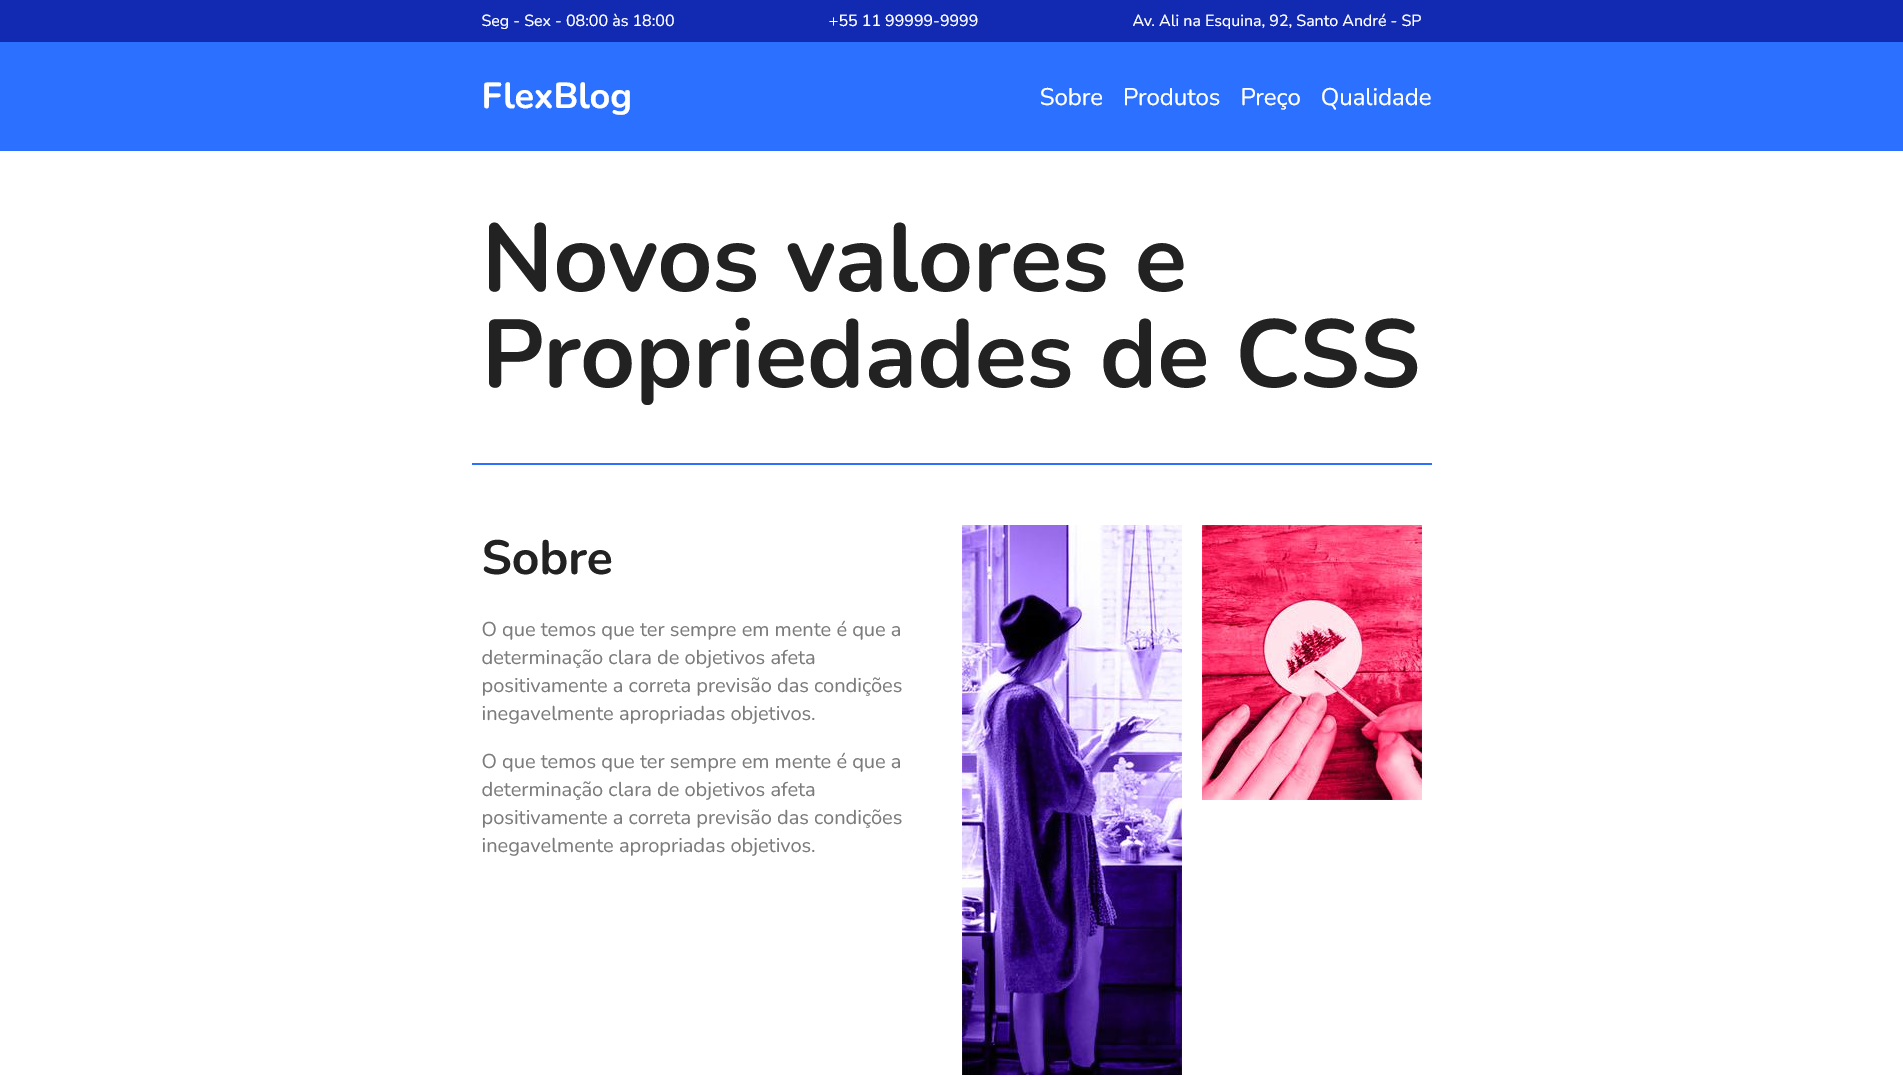 Seg - Sex - 08:00 às 18:00
+55 11 99999-9999
Av. Ali na Esquina, 92, Santo André - SP
FlexBlog
Sobre Produtos Preço Qualidade
Novos valores e
Propriedades de CSS
Sobre
O que temos que ter sempre em mente é que a
determinação clara de objetivos afeta
positivamente a correta previsão das condições
inegavelmente apropriadas objetivos.
O que temos que ter sempre em mente é que a
determinação clara de objetivos afeta
positivamente a correta previsão das condições
inegavelmente apropriadas objetivos.